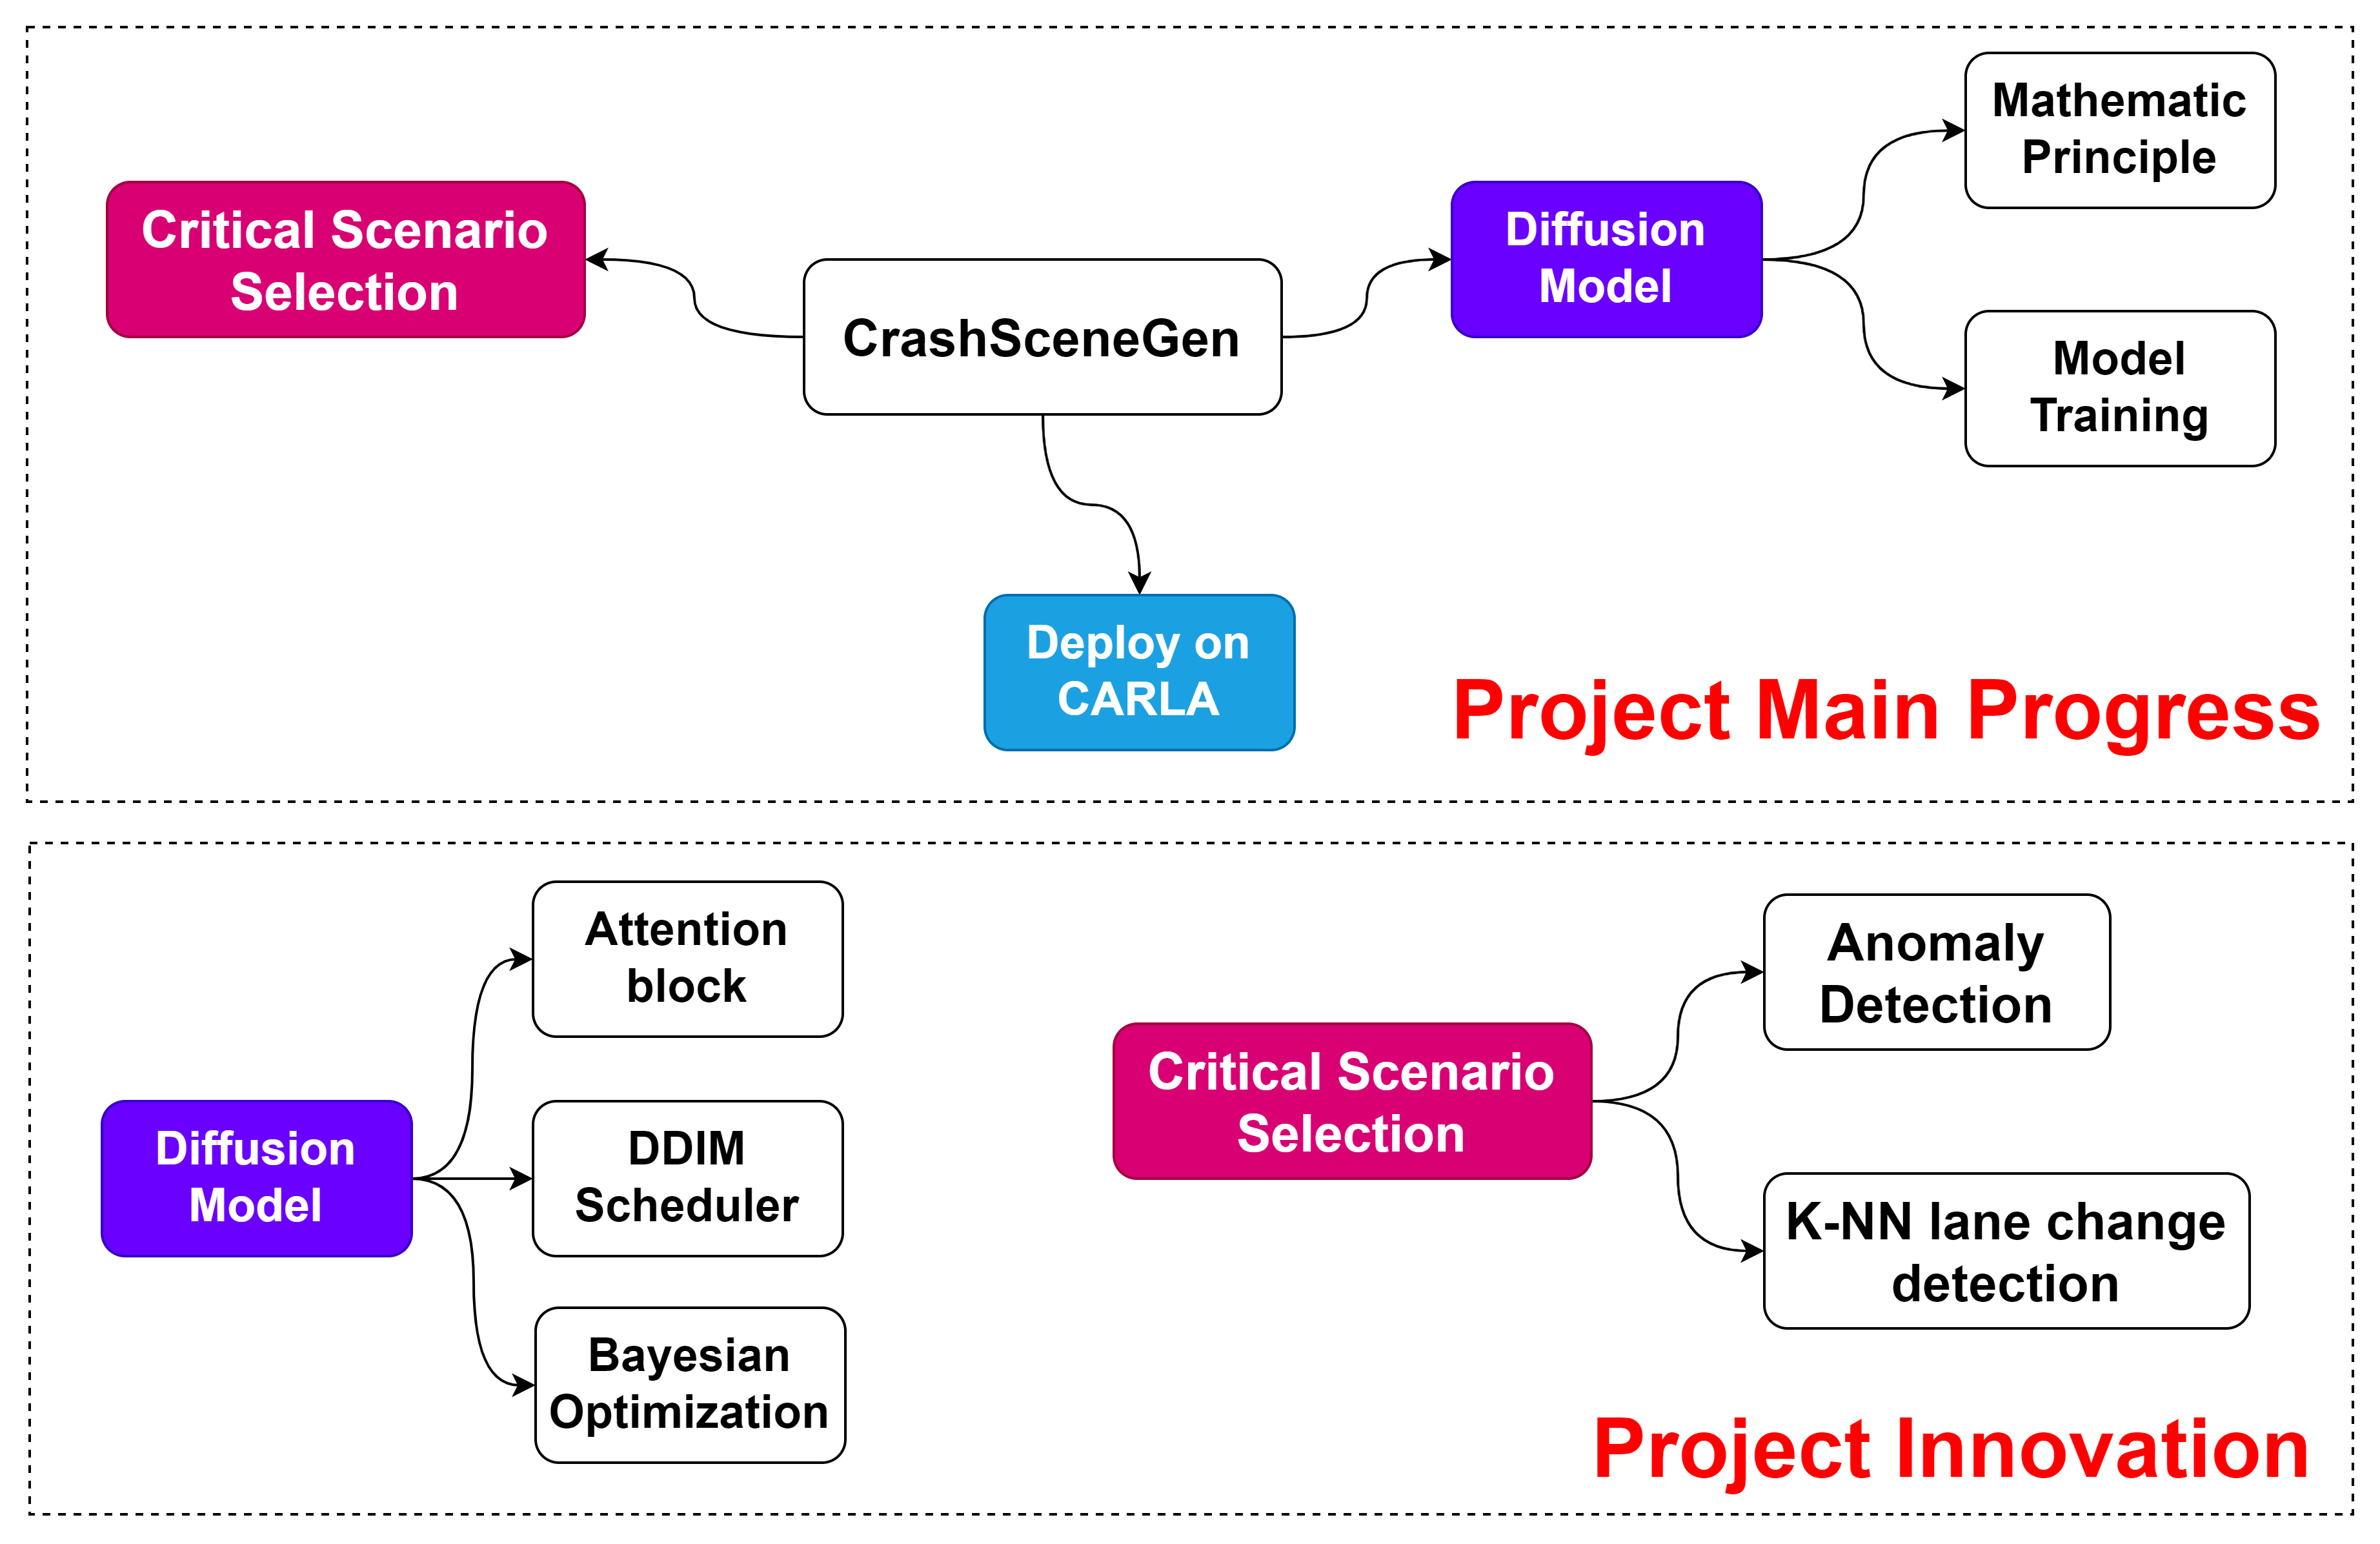 Mathematic
Principle
Critical Scenario
Selection
Diffusion
Model
CrashSceneGen
Model
Training
Deploy on
CARLA
Project Main Progress
Attention
block
Anomaly
Detection
Critical Scenario
Selection
Diffusion
Model
DDIM
Scheduler
K-NN lane change
detection
Bayesian
Optimization
Project Innovation